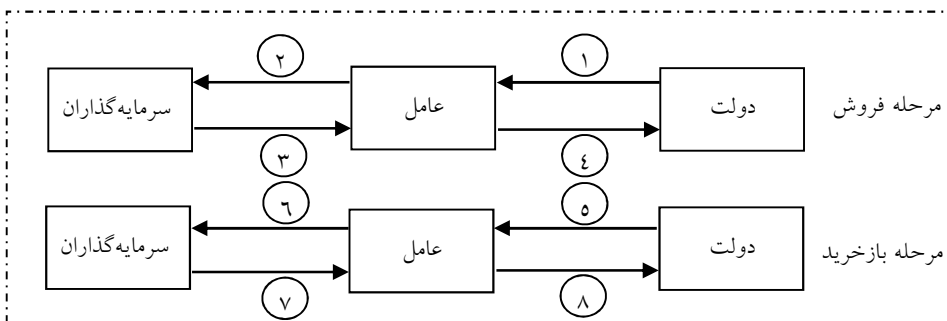 ۲ ۱
مرحله فروش دولت عامل سرمایه‌گذاران
۳ ٤
٦ ٥
مرحله بازخرید دولت عامل سرمایه‌گذاران
۷ ۸